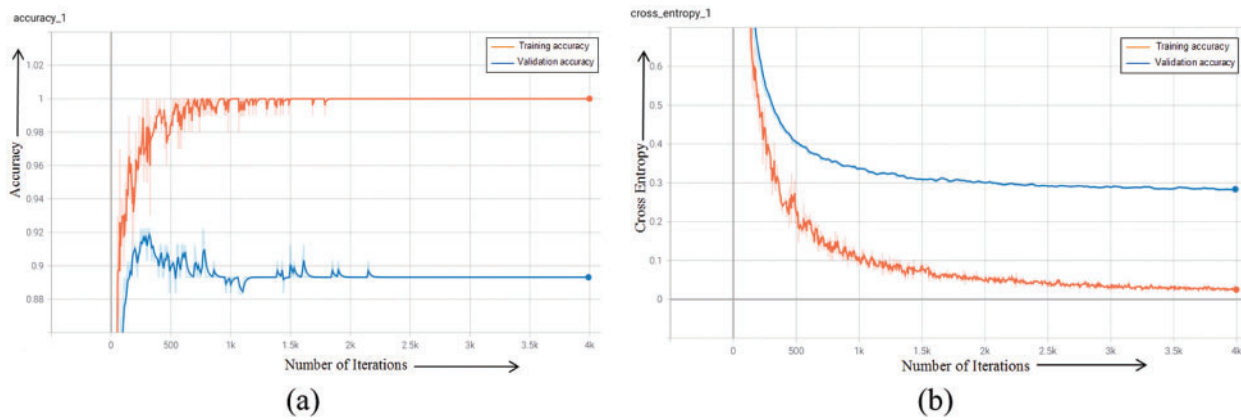 accuracy_1
Training accuracy
Validation accuracy
1.02
1
0.98
0.96
0.94
0.92
0.9
0.88
Accuracy
0
500
1k
1.5k
2k
2.5k
3k
3.5k
4k
Number of Iterations
(a)
cross_entropy_1
Training accuracy
Validation accuracy
0.6
0.5
0.4
0.3
0.2
0.1
0
Cross Entropy
0
500
1k
1.5k
2k
2.5k
3k
3.5k
4k
Number of Iterations
(b)